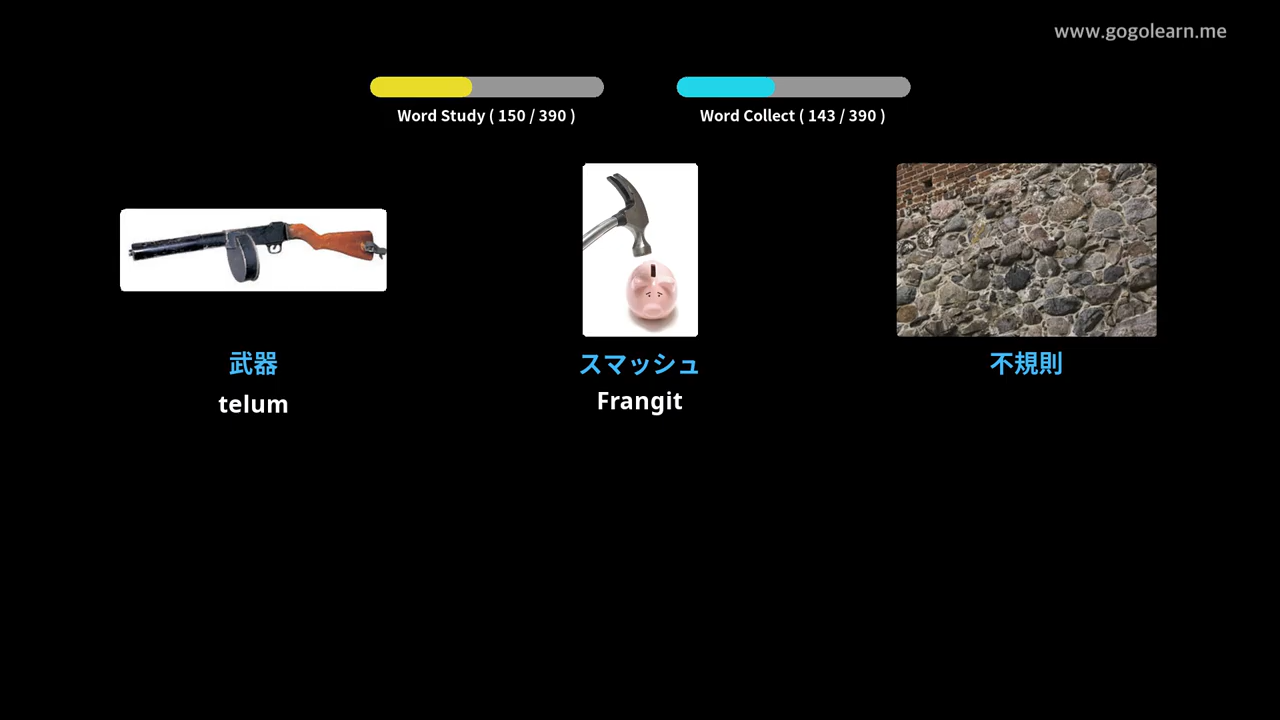 www.gogolearn.me
Word Study ( 150 / 390 )
Word Collect ( 143 / 390 )
武器
スマッシュ
不規則
telum
Frangit